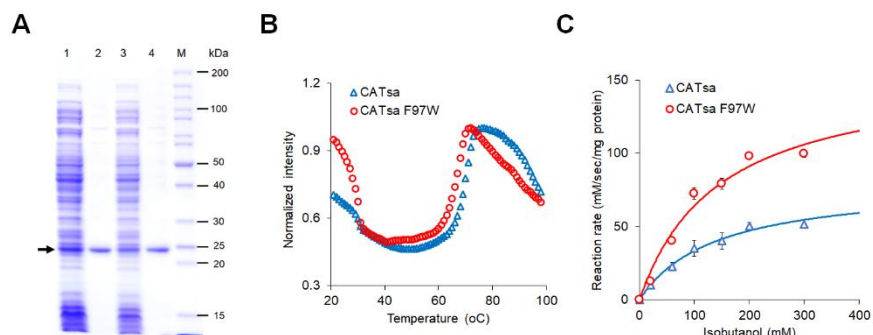 A
1 2 3 4 M kDa
200
100
50
40
30
25
20
15
B
CATsa
CATsa F97W
Normalized intensity
1.2
0.9
0.6
0.3
20 40 60 80 100
Temperature (oC)
C
CATsa
CATsa F97W
Reaction rate (mM/sec/mg protein)
150
100
50
0
0 100 200 300 400
Isobutanol (mM)